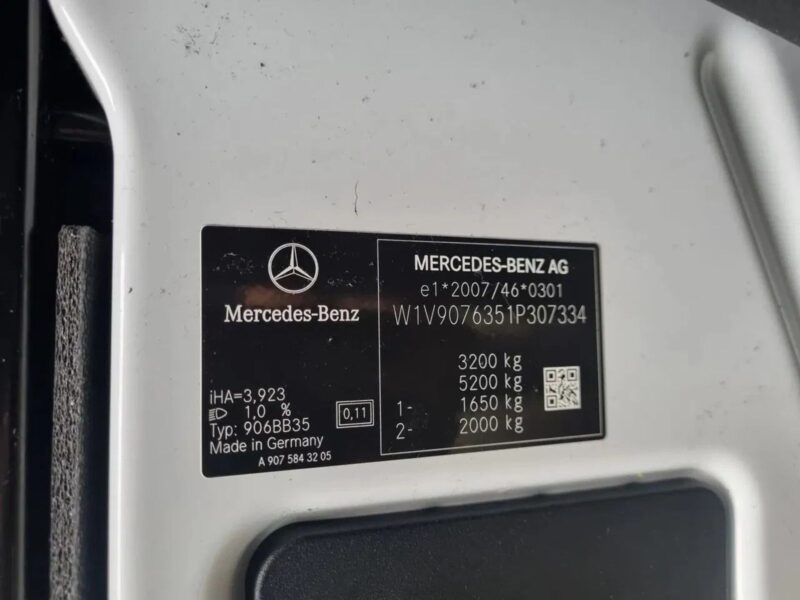 Mercedes-Benz
iHA=3,923
1,0 %
Typ: 906BB35
Made in Germany
A 907 584 32 05
0,11
MERCEDES-BENZ AG
e1*2007/46*0301
W1V9076351P307334
3200 kg
5200 kg
1- 1650 kg
2- 2000 kg